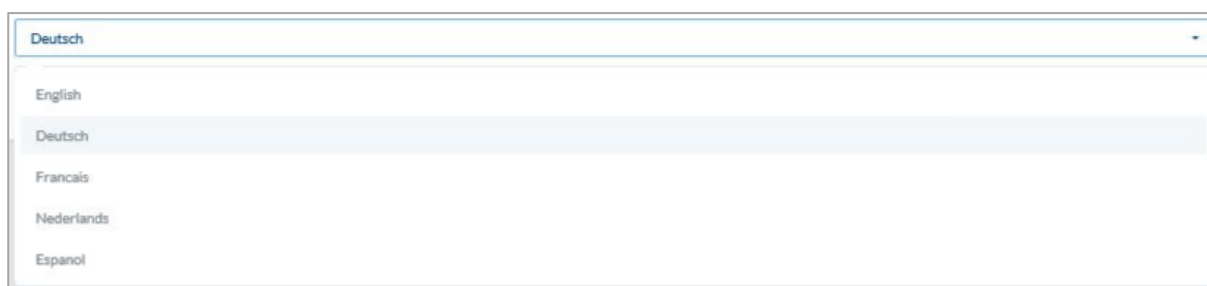 Deutsch
English
Deutsch
Francais
Nederlands
Espanol